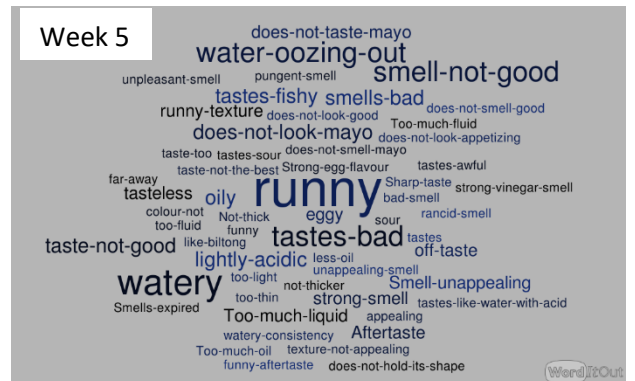 Week 5
does-not-taste-mayo
water-oozing-out
unpleasant-smell pungent-smell smell-not-good
tastes-fishy smells-bad
runny-texture does-not-look-good does-not-smell-good
Too-much-fluid
does-not-look-mayo does-not-look-appetizing
taste-too tastes-sour does-not-smell-mayo
taste-not-the-best Strong-egg-flavour tastes-awful
far-away runny Sharp-taste strong-vinegar-smell
tasteless oily bad-smell
colour-not Not-thick eggy sour rancid-smell
too-fluid funny
taste-not-good like-biltong tastes-bad tastes
off-taste
lightly-acidic less-oil
unappealing-smell
watery too-light not-thicker Smell-unappealing
too-thin strong-smell tastes-like-water-with-acid
Smells-expired Too-much-liquid appealing
watery-consistency Aftertaste
Too-much-oil texture-not-appealing
funny-aftertaste does-not-hold-its-shape
WordItOut